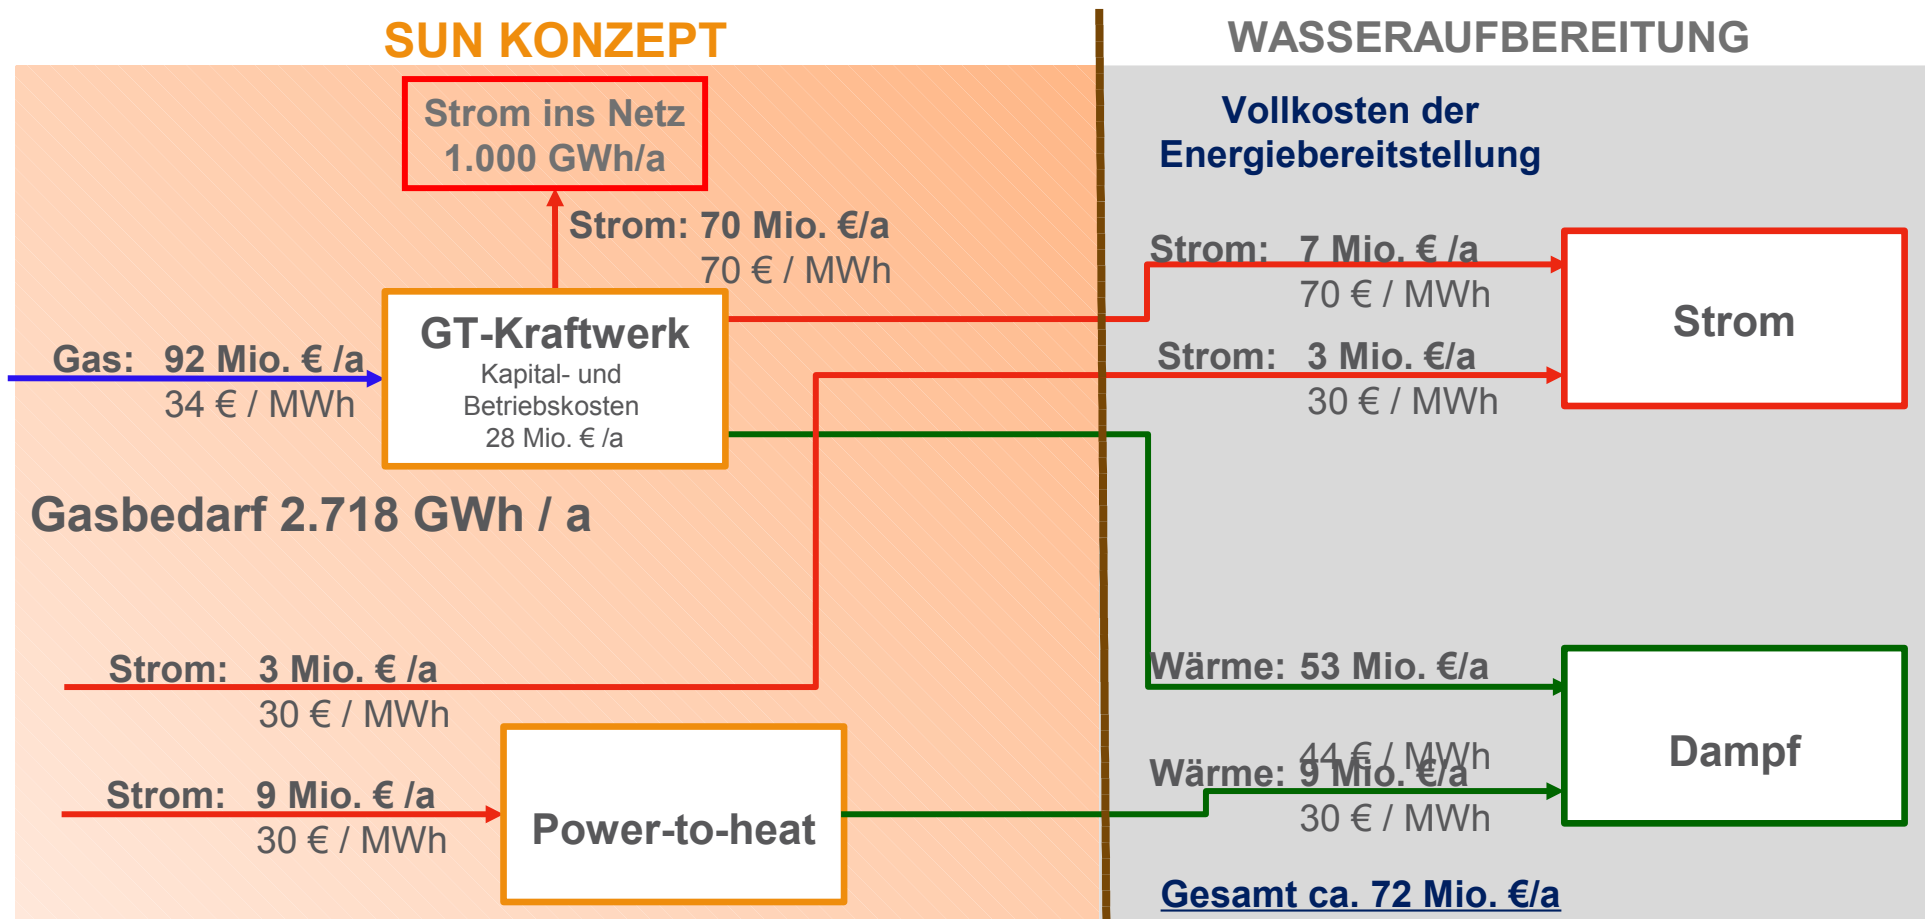 SUN KONZEPT
Strom ins Netz
1.000 GWh/a
Strom: 70 Mio. €/a
70 € / MWh
GT-Kraftwerk
Kapital- und
Betriebskosten
28 Mio. € /a
Gas: 92 Mio. € /a
34 € / MWh
Gasbedarf 2.718 GWh / a
Strom: 3 Mio. € /a
30 € / MWh
Strom: 9 Mio. € /a
30 € / MWh
Power-to-heat
WASSERAUFBEREITUNG
Vollkosten der
Energiebereitstellung
Strom: 7 Mio. € /a
70 € / MWh
Strom: 3 Mio. €/a
30 € / MWh
Strom
Wärme: 53 Mio. €/a
44 € / MWh
Wärme: 9 Mio. €/a
30 € / MWh
Dampf
Gesamt ca. 72 Mio. €/a